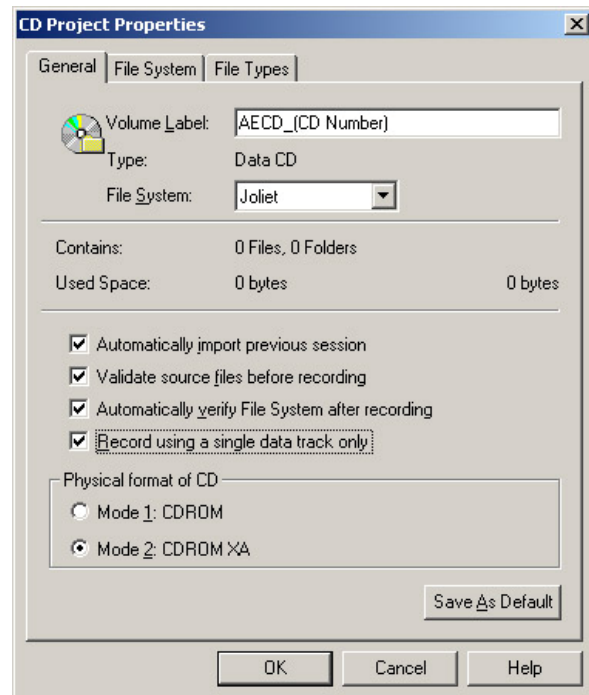 CD Project Properties
General File System File Types
Volume Label: AECD_(CD Number)
Type: Data CD
File System: Joliet
Contains: 0 Files, 0 Folders
Used Space: 0 bytes 0 bytes
Automatically import previous session
Validate source files before recording
Automatically verify File System after recording
Record using a single data track only
Physical format of CD
Mode 1: CDROM
Mode 2: CDROM XA
Save As Default
OK Cancel Help